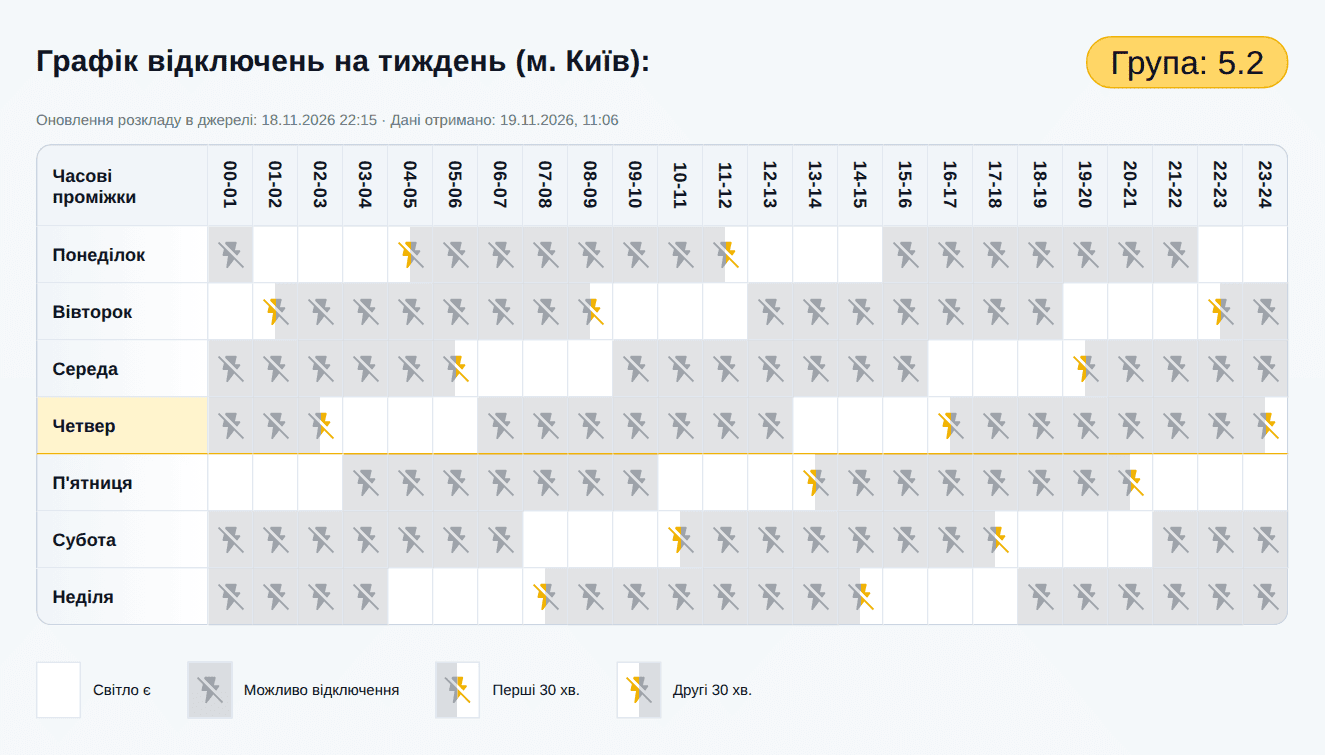 Графік відключень на тиждень (м. Київ):
Група: 5.2
Оновлення розкладу в джерелі: 18.11.2026 22:15 · Дані отримано: 19.11.2026, 11:06
Часові
проміжки
00-01
01-02
02-03
03-04
04-05
05-06
06-07
07-08
08-09
09-10
10-11
11-12
12-13
13-14
14-15
15-16
16-17
17-18
18-19
19-20
20-21
21-22
22-23
23-24
Понеділок
Вівторок
Середа
Четвер
П'ятниця
Субота
Неділя
Світло є
Можливо відключення
Перші 30 хв.
Другі 30 хв.